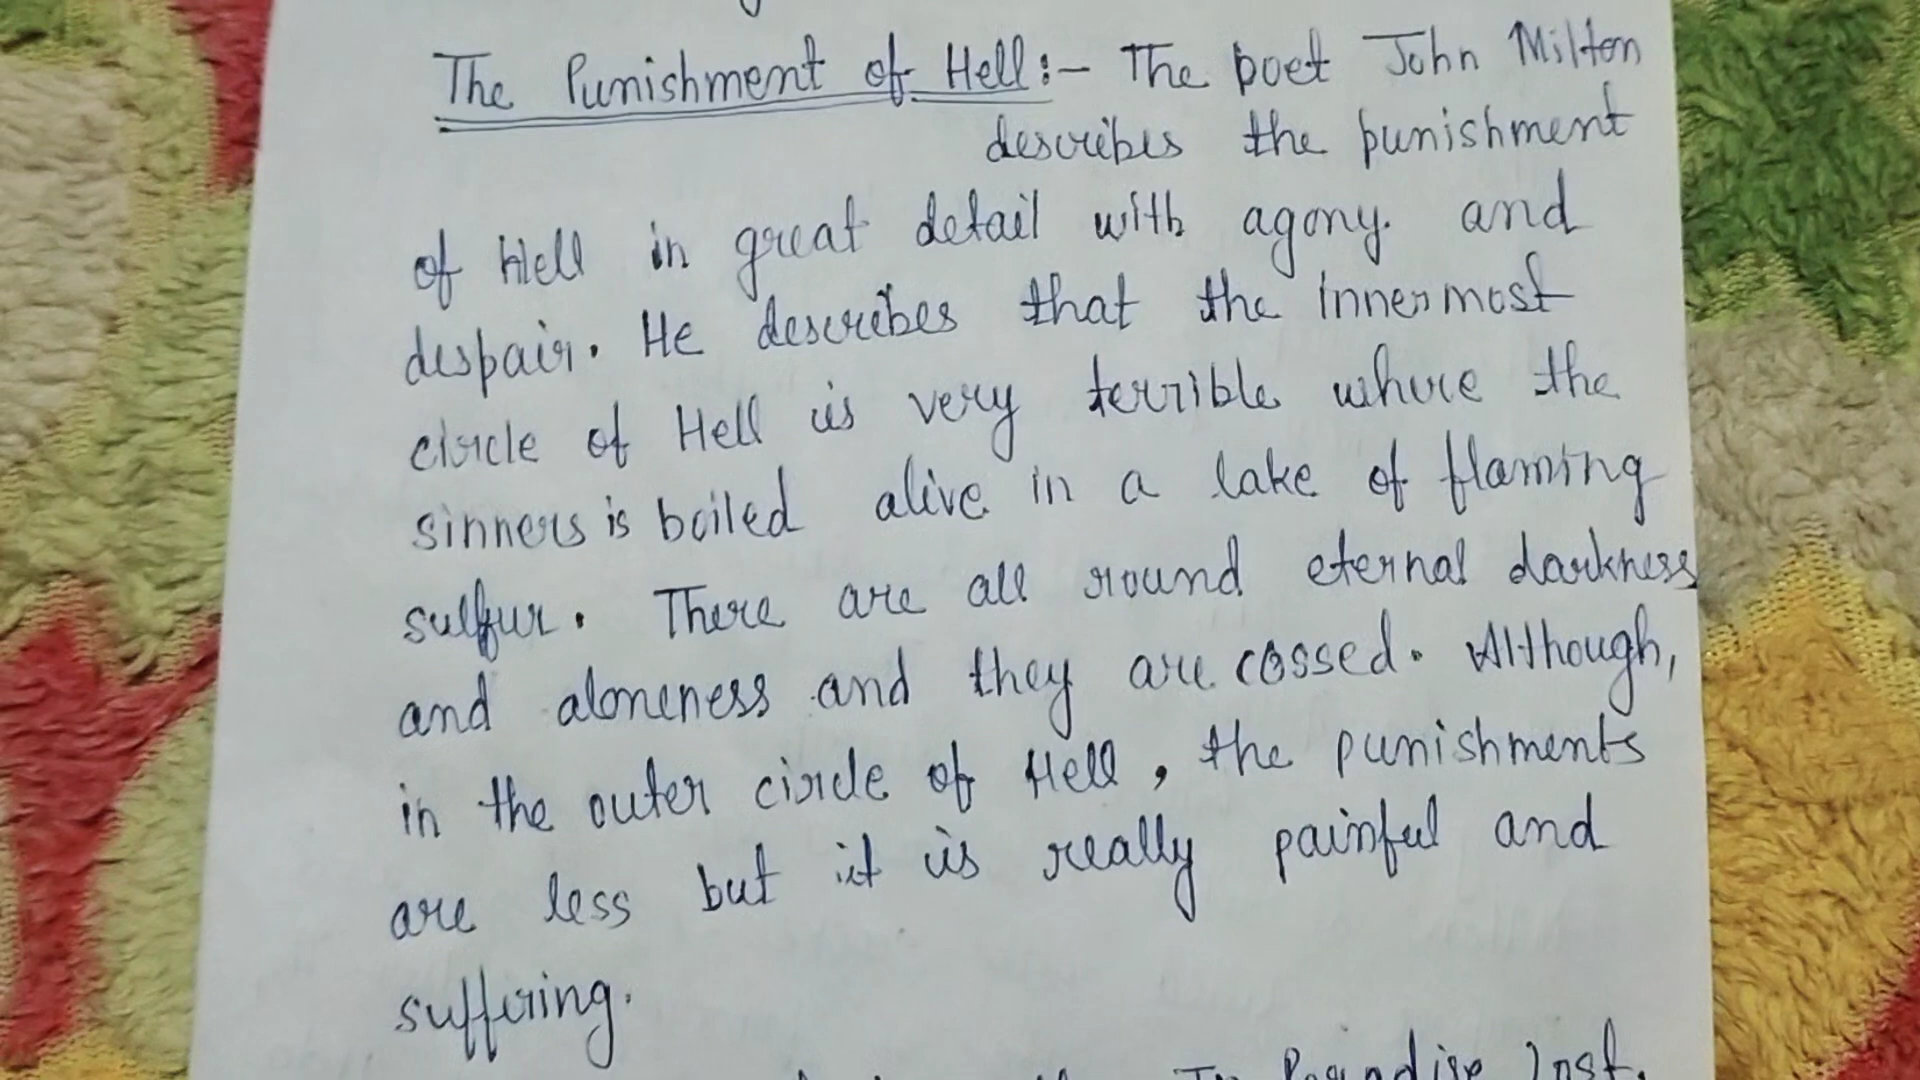 The Punishment of Hell:- The poet John Milton
describes the punishment
of Hell in great detail with agony. and
despair. He describes that the innermost
circle of Hell is very terrible where the
sinners is boiled alive in a lake of flaming
sulfur. There are all round eternal darkness
and aloneness and they are cossed. Although,
in the outer circle of Hell, the punishments
are less but it is really painful and
suffering.
In Paradise Lost,